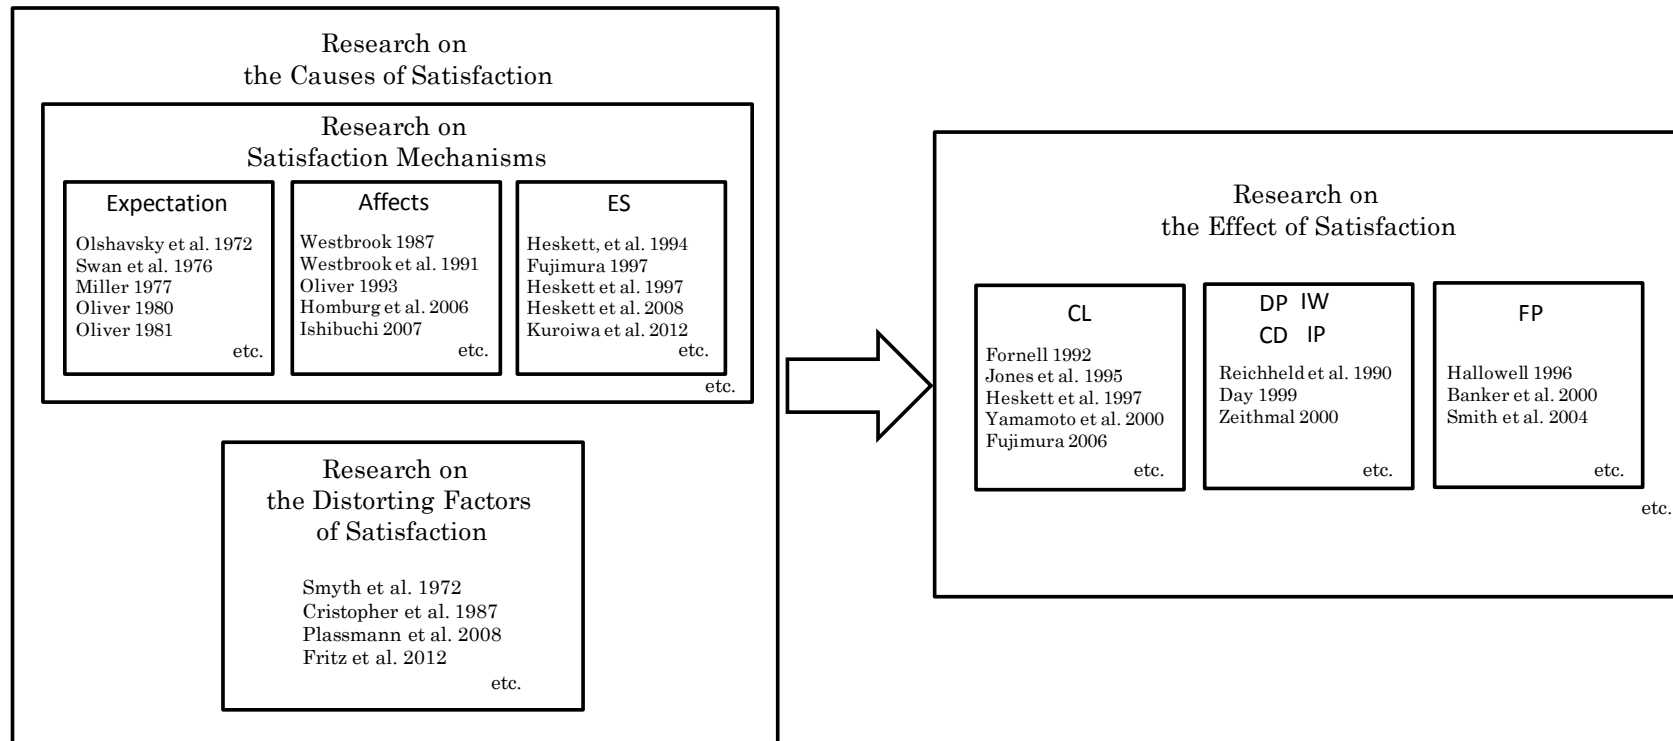 Research on
the Causes of Satisfaction
Research on
Satisfaction Mechanisms
Expectation
Olshavsky et al. 1972
Swan et al. 1976
Miller 1977
Oliver 1980
Oliver 1981
etc.
Affects
Westbrook 1987
Westbrook et al. 1991
Oliver 1993
Homburg et al. 2006
Ishibuchi 2007
etc.
ES
Heskett, et al. 1994
Fujimura 1997
Heskett et al. 1997
Heskett et al. 2008
Kuroiwa et al. 2012
etc.
etc.
Research on
the Distorting Factors
of Satisfaction
Smyth et al. 1972
Cristopher et al. 1987
Plassmann et al. 2008
Fritz et al. 2012
etc.
Research on
the Effect of Satisfaction
CL
Fornell 1992
Jones et al. 1995
Heskett et al. 1997
Yamamoto et al. 2000
Fujimura 2006
etc.
DP IW
CD IP
Reichheld et al. 1990
Day 1999
Zeithmal 2000
etc.
FP
Hallowell 1996
Banker et al. 2000
Smith et al. 2004
etc.
etc.